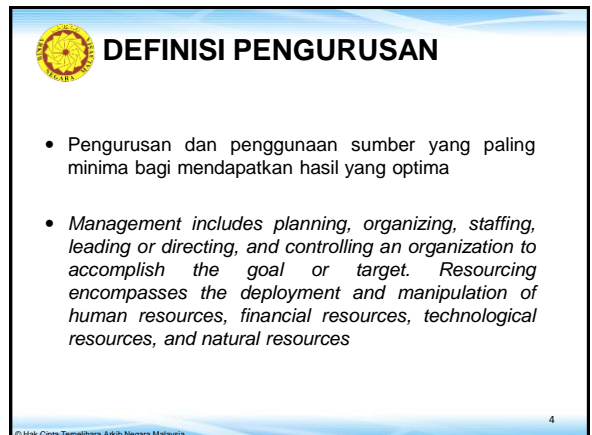 DEFINISI PENGURUSAN
• Pengurusan dan penggunaan sumber yang paling
minima bagi mendapatkan hasil yang optima
• Management includes planning, organizing, staffing,
leading or directing, and controlling an organization to
accomplish the goal or target. Resourcing
encompasses the deployment and manipulation of
human resources, financial resources, technological
resources, and natural resources
4
© Hak Cipta Terpelihara Arkib Negara Malaysia